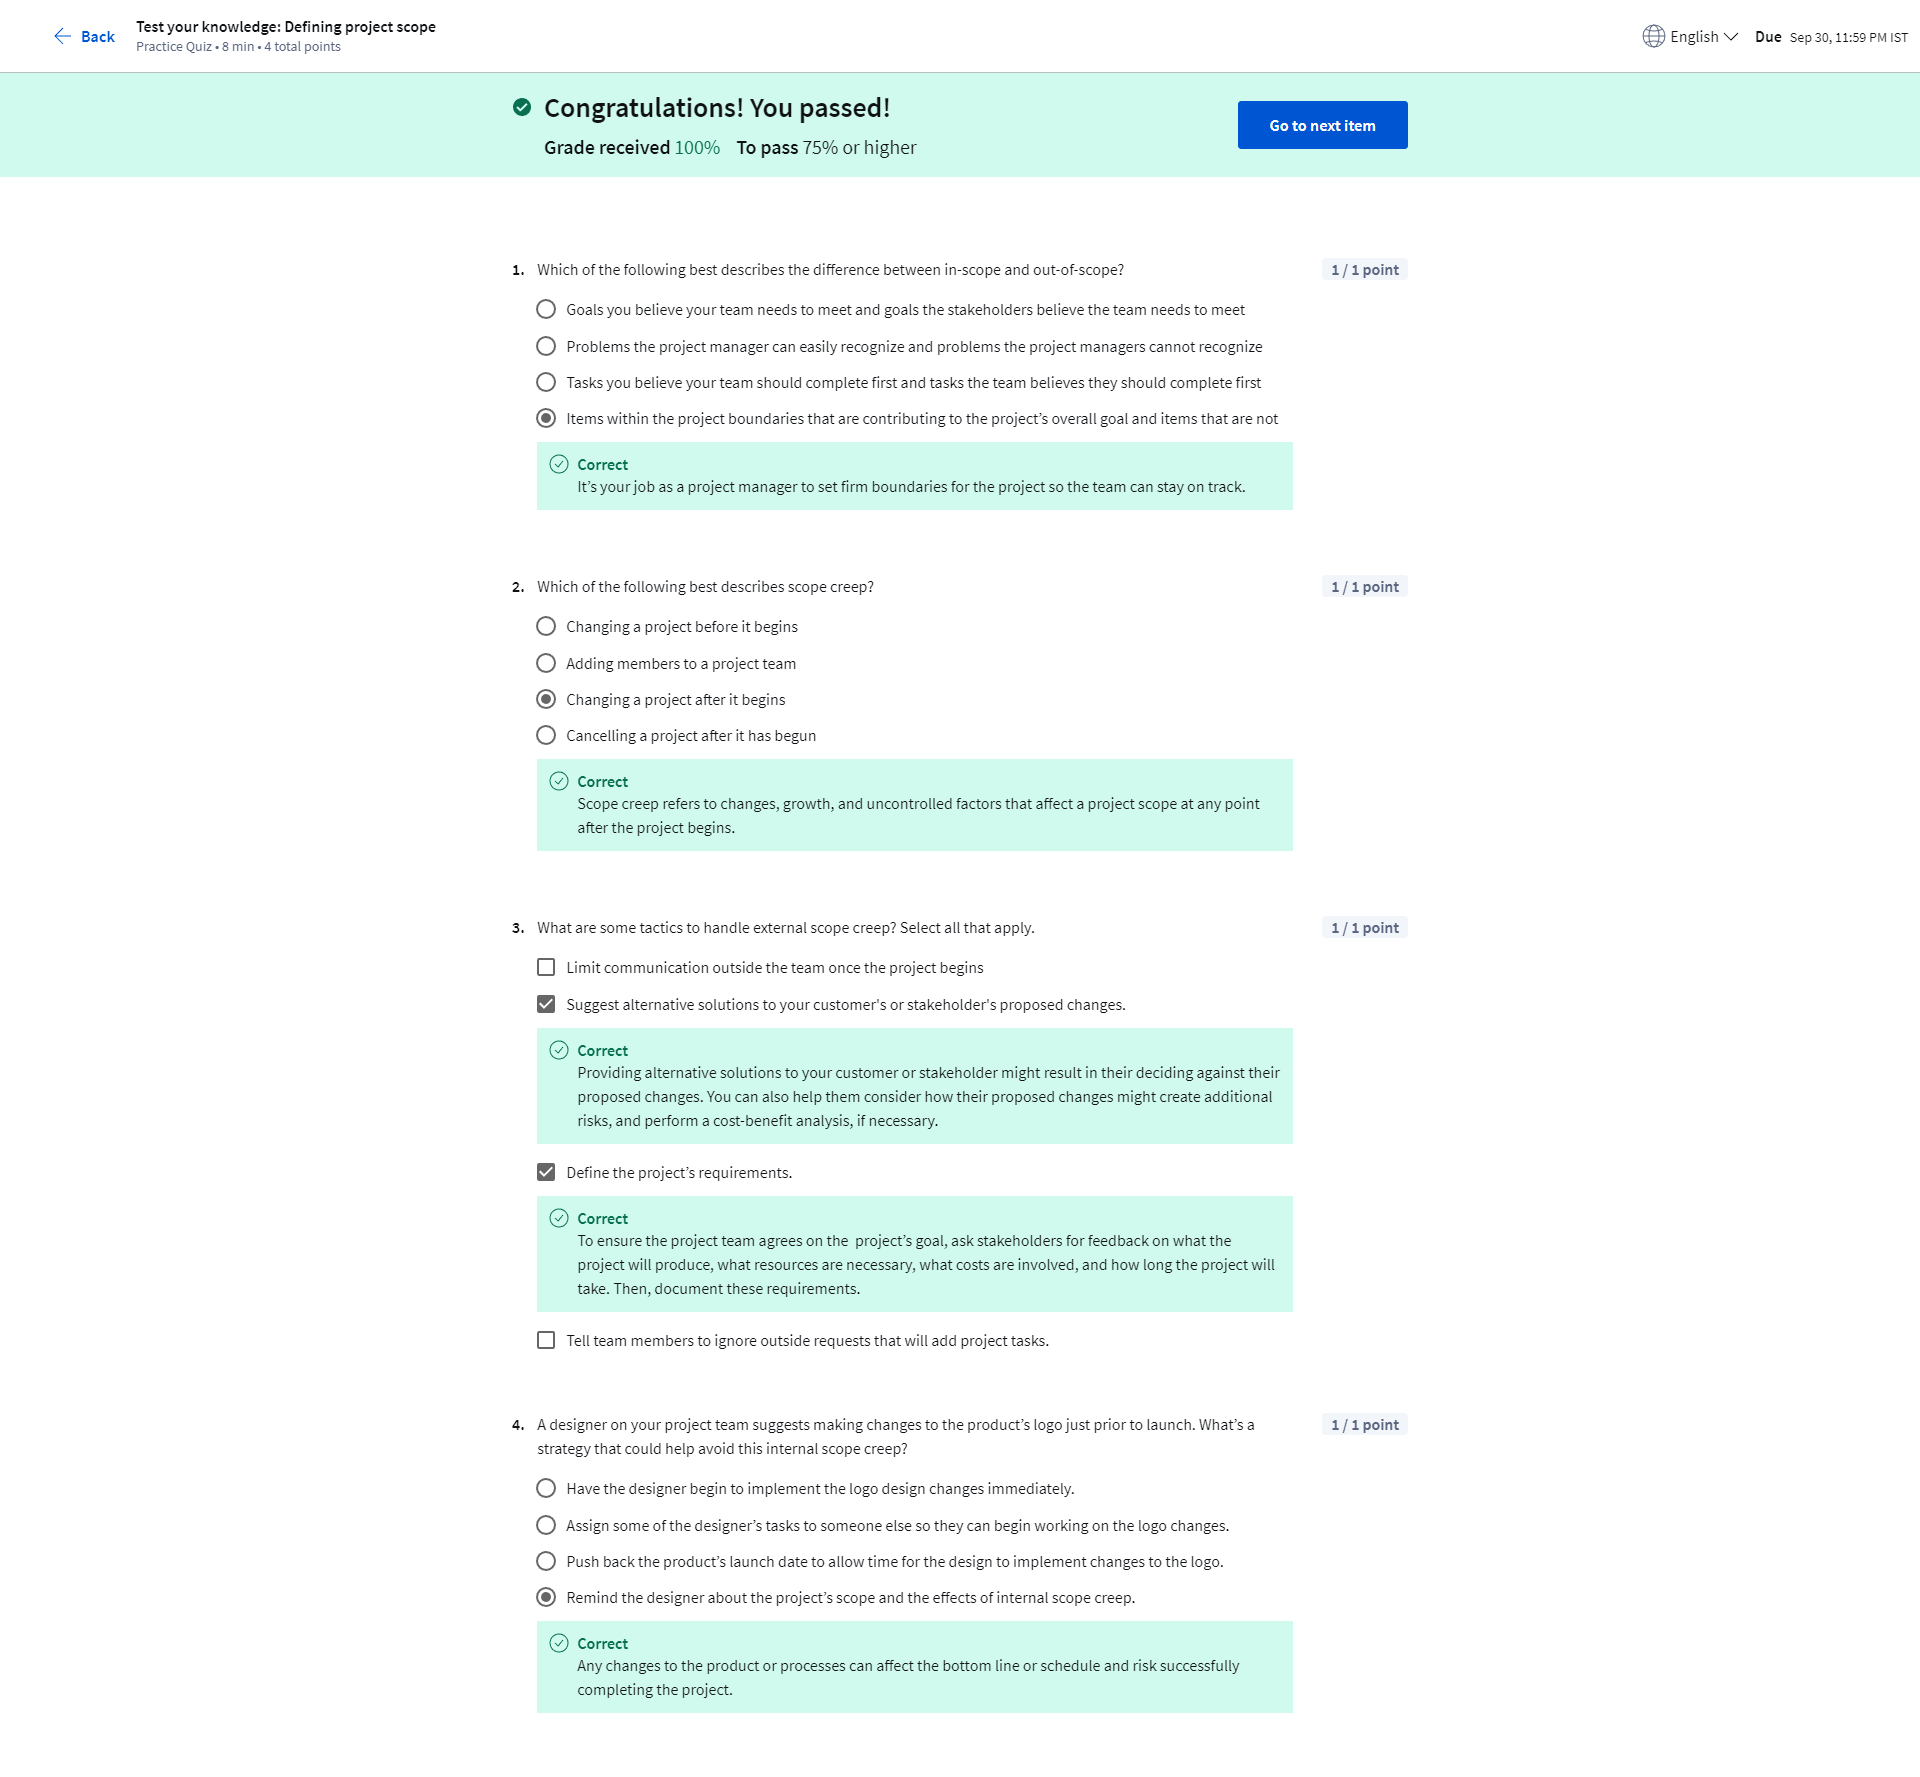 Back
Test your knowledge: Defining project scope
Practice Quiz • 8 min • 4 total points
English
Due Sep 30, 11:59 PM IST
Congratulations! You passed!
Grade received 100% To pass 75% or higher
Go to next item
1. Which of the following best describes the difference between in-scope and out-of-scope?
1 / 1 point
Goals you believe your team needs to meet and goals the stakeholders believe the team needs to meet
Problems the project manager can easily recognize and problems the project managers cannot recognize
Tasks you believe your team should complete first and tasks the team believes they should complete first
Items within the project boundaries that are contributing to the project’s overall goal and items that are not
Correct
It’s your job as a project manager to set firm boundaries for the project so the team can stay on track.
2. Which of the following best describes scope creep?
1 / 1 point
Changing a project before it begins
Adding members to a project team
Changing a project after it begins
Cancelling a project after it has begun
Correct
Scope creep refers to changes, growth, and uncontrolled factors that affect a project scope at any point
after the project begins.
3. What are some tactics to handle external scope creep? Select all that apply.
1 / 1 point
Limit communication outside the team once the project begins
Suggest alternative solutions to your customer's or stakeholder's proposed changes.
Correct
Providing alternative solutions to your customer or stakeholder might result in their deciding against their
proposed changes. You can also help them consider how their proposed changes might create additional
risks, and perform a cost-benefit analysis, if necessary.
Define the project’s requirements.
Correct
To ensure the project team agrees on the  project’s goal, ask stakeholders for feedback on what the
project will produce, what resources are necessary, what costs are involved, and how long the project will
take. Then, document these requirements.
Tell team members to ignore outside requests that will add project tasks.
4. A designer on your project team suggests making changes to the product’s logo just prior to launch. What’s a
strategy that could help avoid this internal scope creep?
1 / 1 point
Have the designer begin to implement the logo design changes immediately.
Assign some of the designer’s tasks to someone else so they can begin working on the logo changes.
Push back the product’s launch date to allow time for the design to implement changes to the logo.
Remind the designer about the project’s scope and the effects of internal scope creep.
Correct
Any changes to the product or processes can affect the bottom line or schedule and risk successfully
completing the project.